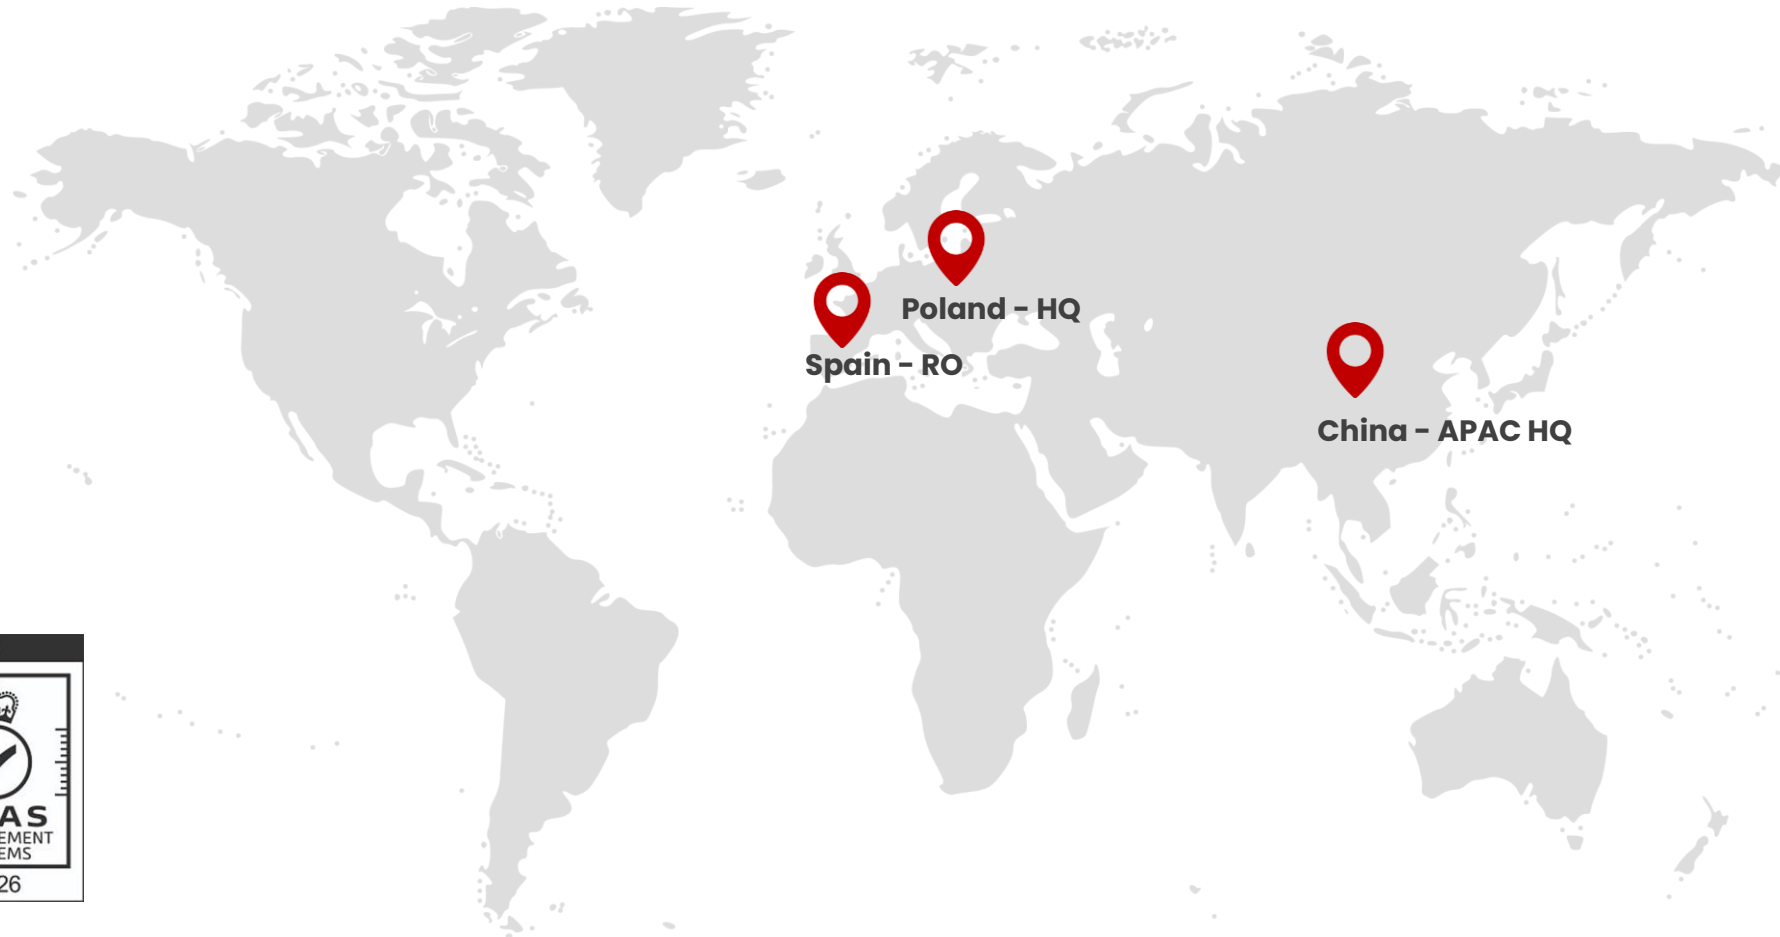 Poland - HQ
Spain - RO
China - APAC HQ
AS
EMENT
EMS
26